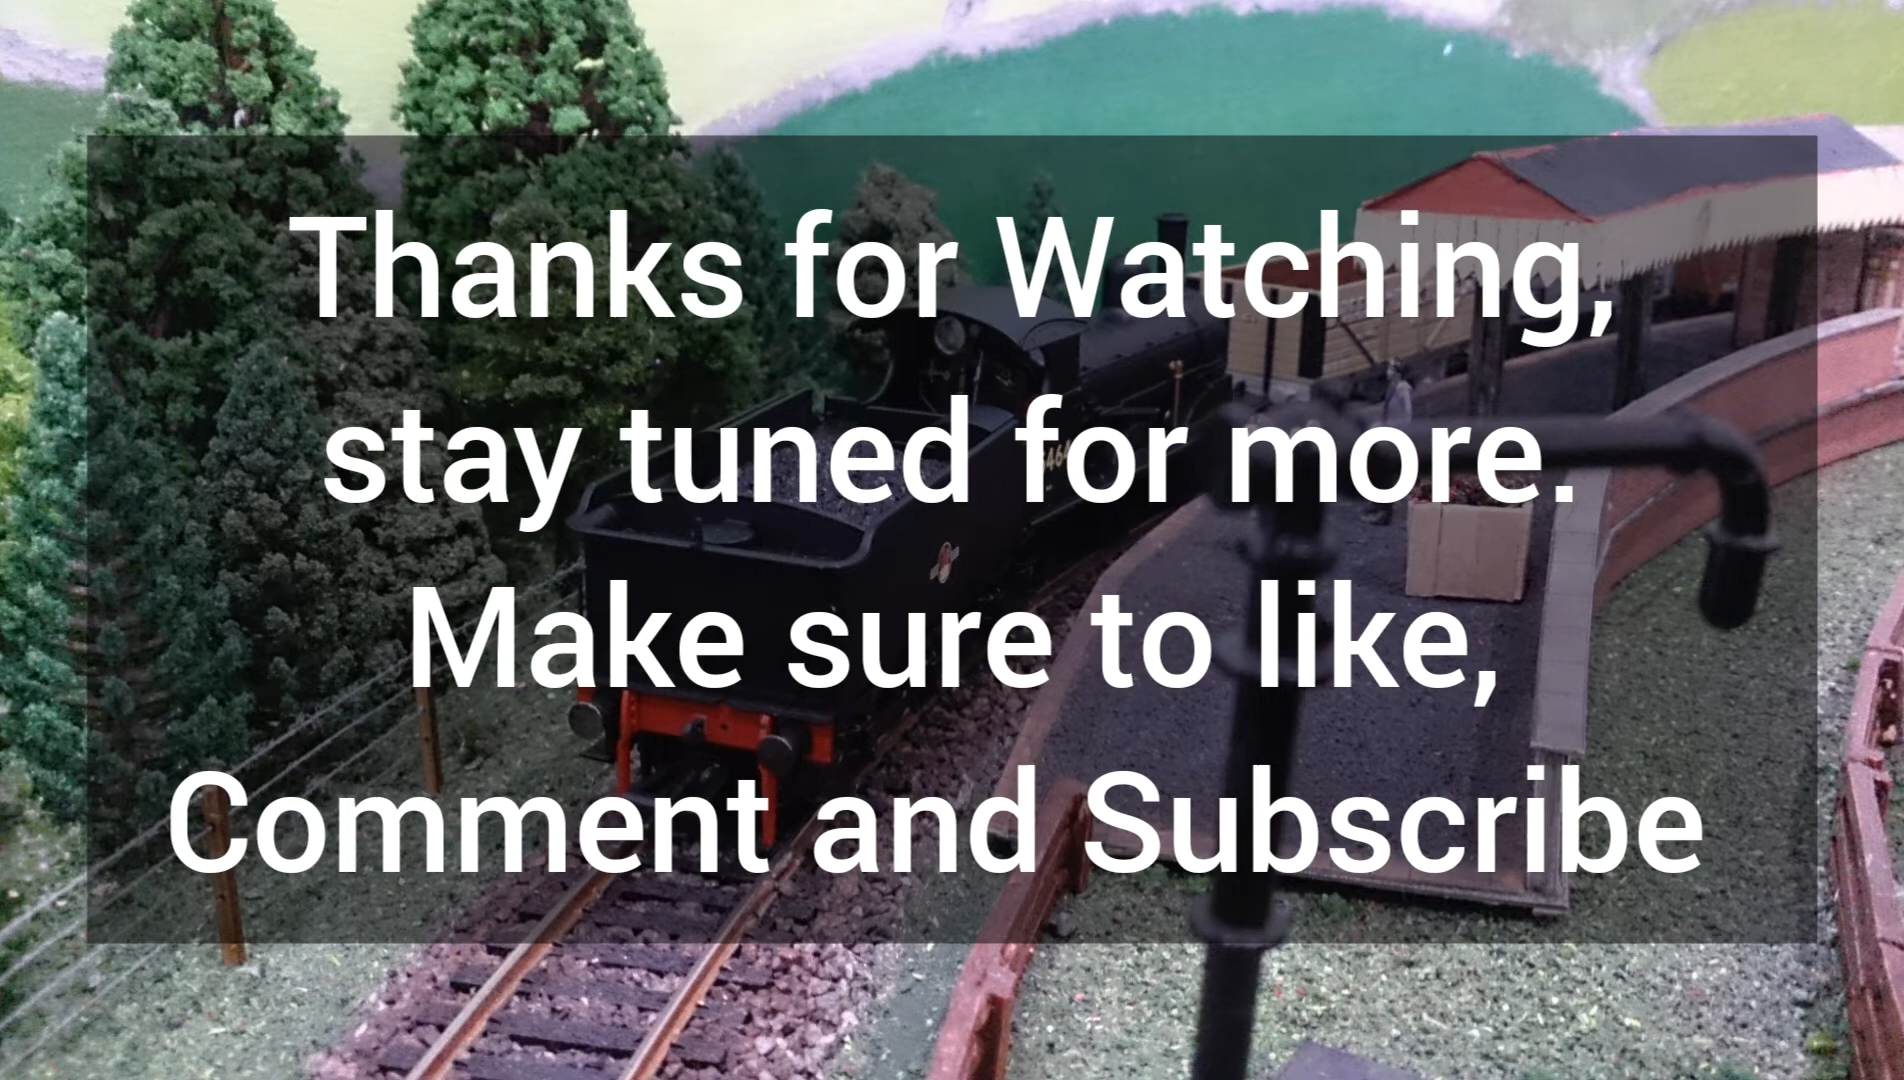 Thanks for Watching,
stay tuned for more.
Make sure to like,
Comment and Subscribe